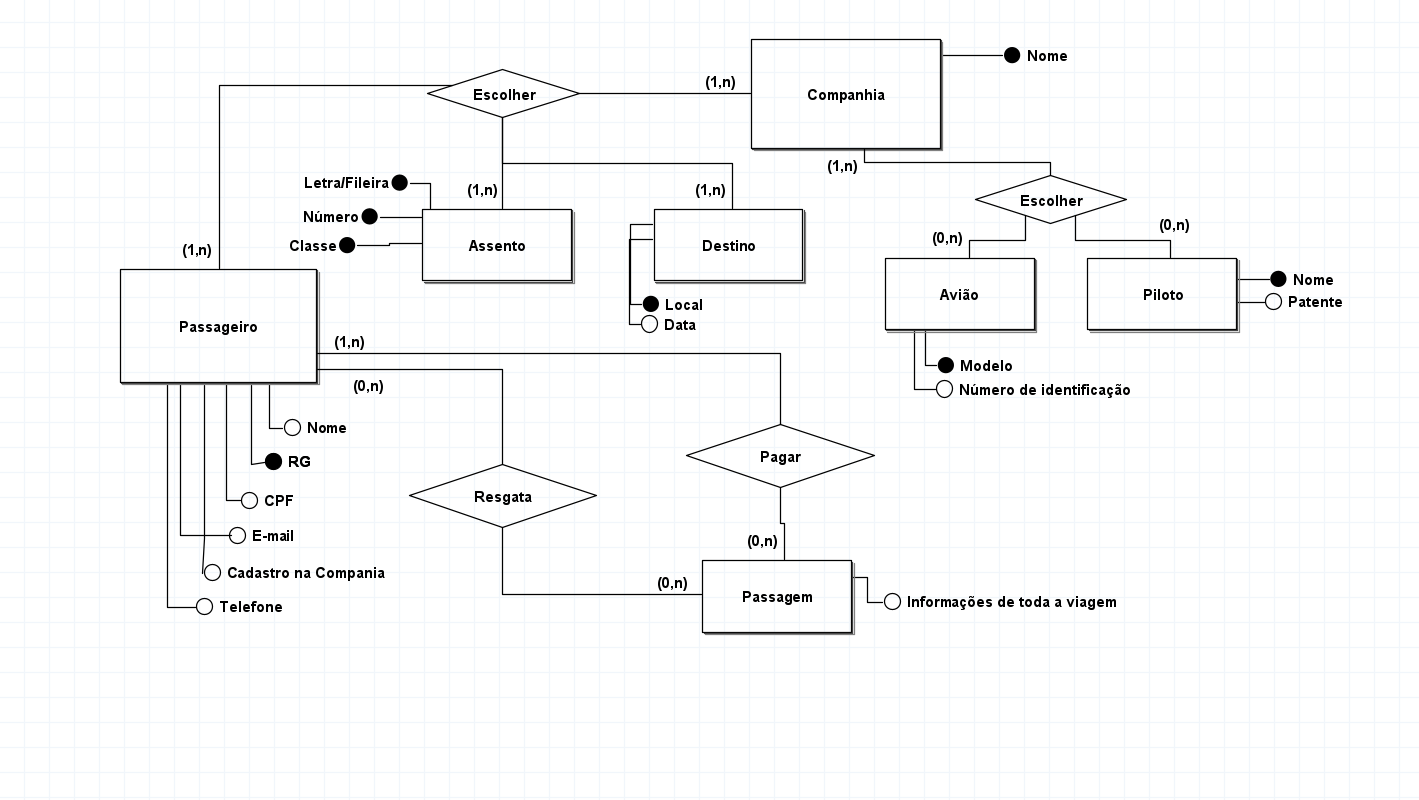 Nome
Companhia
(1,n)
Escolher
(1,n)
Letra/Fileira
(1,n)
(1,n)
Escolher
Número
Classe
Assento
Destino
(1,n)
(0,n)
(0,n)
Avião
Piloto
Nome
Patente
Passageiro
Local
Data
(1,n)
(0,n)
Modelo
Número de identificação
Nome
RG
CPF
E-mail
Cadastro na Compania
Telefone
Pagar
Resgata
(0,n)
(0,n)
Passagem
Informações de toda a viagem